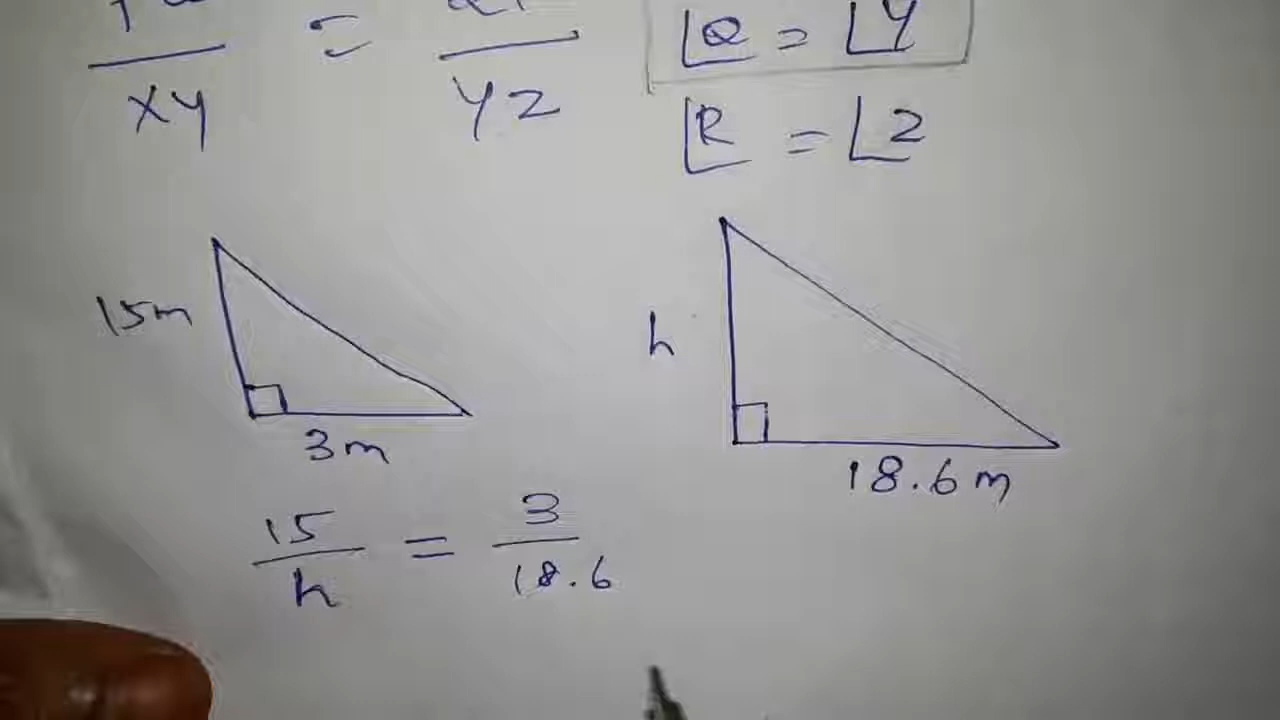 XY = YZ
∠Q = ∠Y
∠R = ∠Z
15m
3m
h
18.6m
15/h = 3/18.6